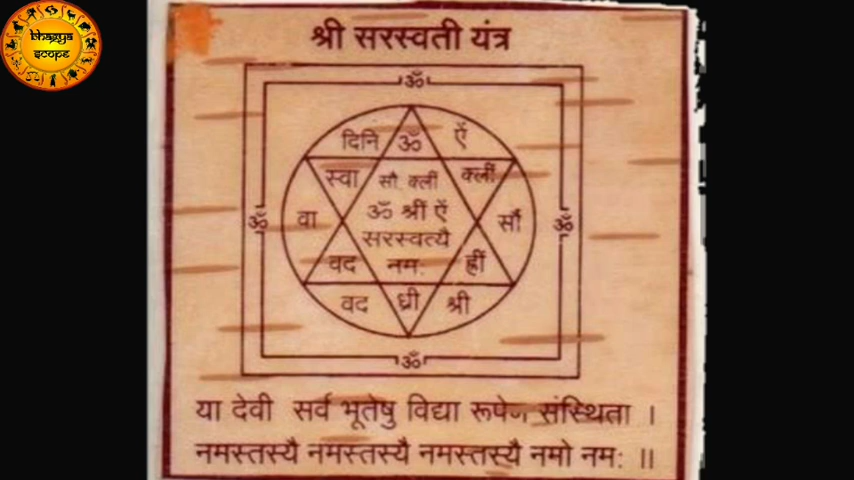 bhagya
scope
श्री सरस्वती यंत्र
ॐ
दिनि ॐ ऐं
स्वा सौ. क्लीं क्लीं
ॐ वा ॐ श्रीं ऐं सौं ॐ
सरस्वत्यै
वद नम: ह्रीं
वद ध्री श्री
ॐ
या देवी सर्व भूतेषु विद्या रूपेण संस्थिता ।
नमस्तस्यै नमस्तस्यै नमस्तस्यै नमो नम: ॥